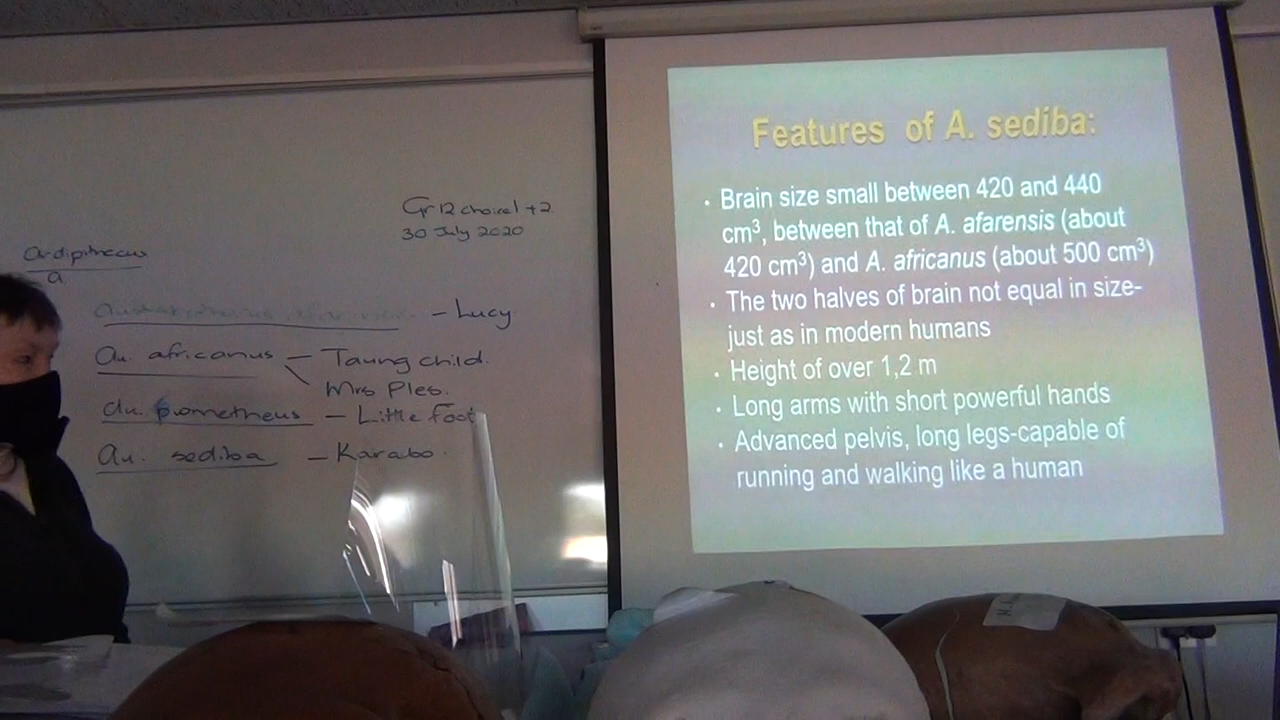 Gr 12 choice 1 + 2
30 July 2020
Ardipithecus
a
– Lucy
Au. africanus – Taung child.
Mrs Ples.
Au. prometheus – Little Foot
Au. sediba – Karabo.
Features of A. sediba:
• Brain size small between 420 and 440
cm³, between that of A. afarensis (about
420 cm³) and A. africanus (about 500 cm³)
• The two halves of brain not equal in size-
just as in modern humans
• Height of over 1,2 m
• Long arms with short powerful hands
• Advanced pelvis, long legs-capable of
running and walking like a human